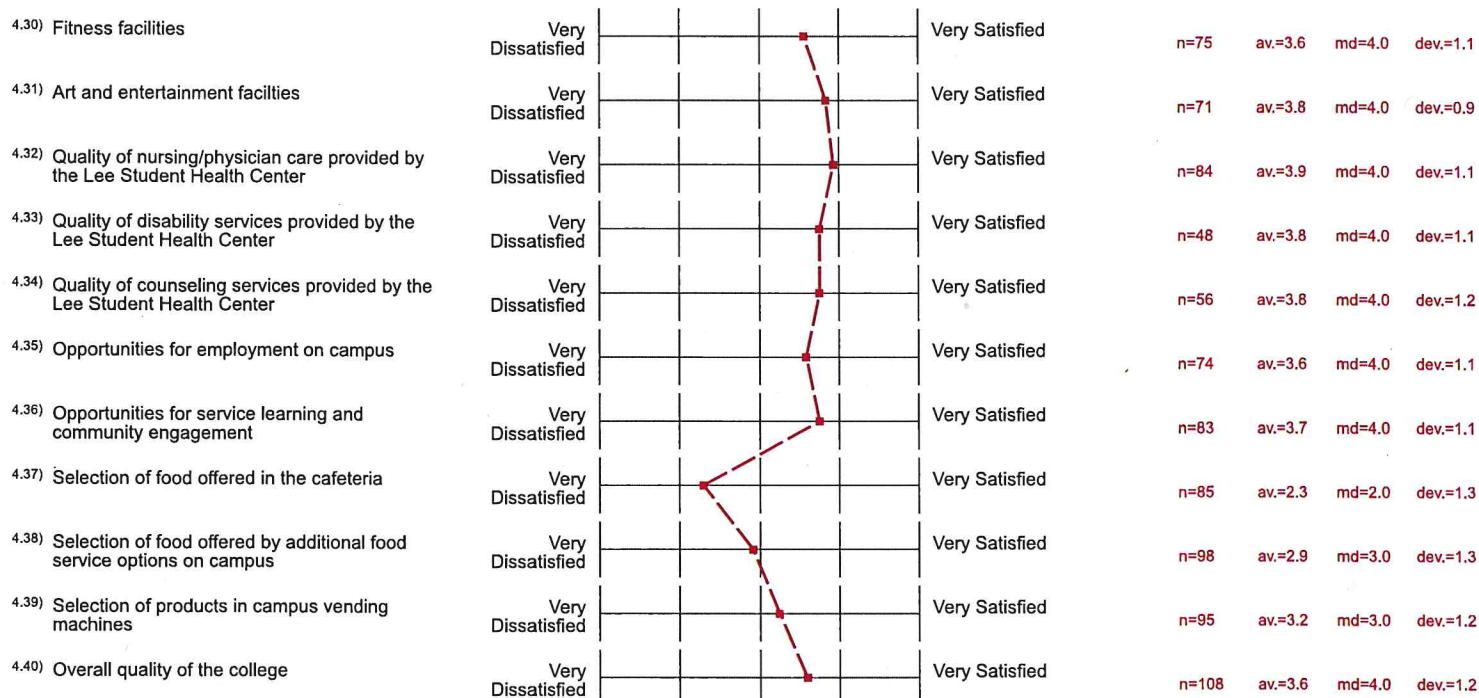 4.30) Fitness facilities Very Dissatisfied Very Satisfied n=75 av.=3.6 md=4.0 dev.=1.1
4.31) Art and entertainment facilties Very Dissatisfied Very Satisfied n=71 av.=3.8 md=4.0 dev.=0.9
4.32) Quality of nursing/physician care provided by
the Lee Student Health Center Very Dissatisfied Very Satisfied n=84 av.=3.9 md=4.0 dev.=1.1
4.33) Quality of disability services provided by the
Lee Student Health Center Very Dissatisfied Very Satisfied n=48 av.=3.8 md=4.0 dev.=1.1
4.34) Quality of counseling services provided by the
Lee Student Health Center Very Dissatisfied Very Satisfied n=56 av.=3.8 md=4.0 dev.=1.2
4.35) Opportunities for employment on campus Very Dissatisfied Very Satisfied n=74 av.=3.6 md=4.0 dev.=1.1
4.36) Opportunities for service learning and
community engagement Very Dissatisfied Very Satisfied n=83 av.=3.7 md=4.0 dev.=1.1
4.37) Selection of food offered in the cafeteria Very Dissatisfied Very Satisfied n=85 av.=2.3 md=2.0 dev.=1.3
4.38) Selection of food offered by additional food
service options on campus Very Dissatisfied Very Satisfied n=98 av.=2.9 md=3.0 dev.=1.3
4.39) Selection of products in campus vending
machines Very Dissatisfied Very Satisfied n=95 av.=3.2 md=3.0 dev.=1.2
4.40) Overall quality of the college Very Dissatisfied Very Satisfied n=108 av.=3.6 md=4.0 dev.=1.2